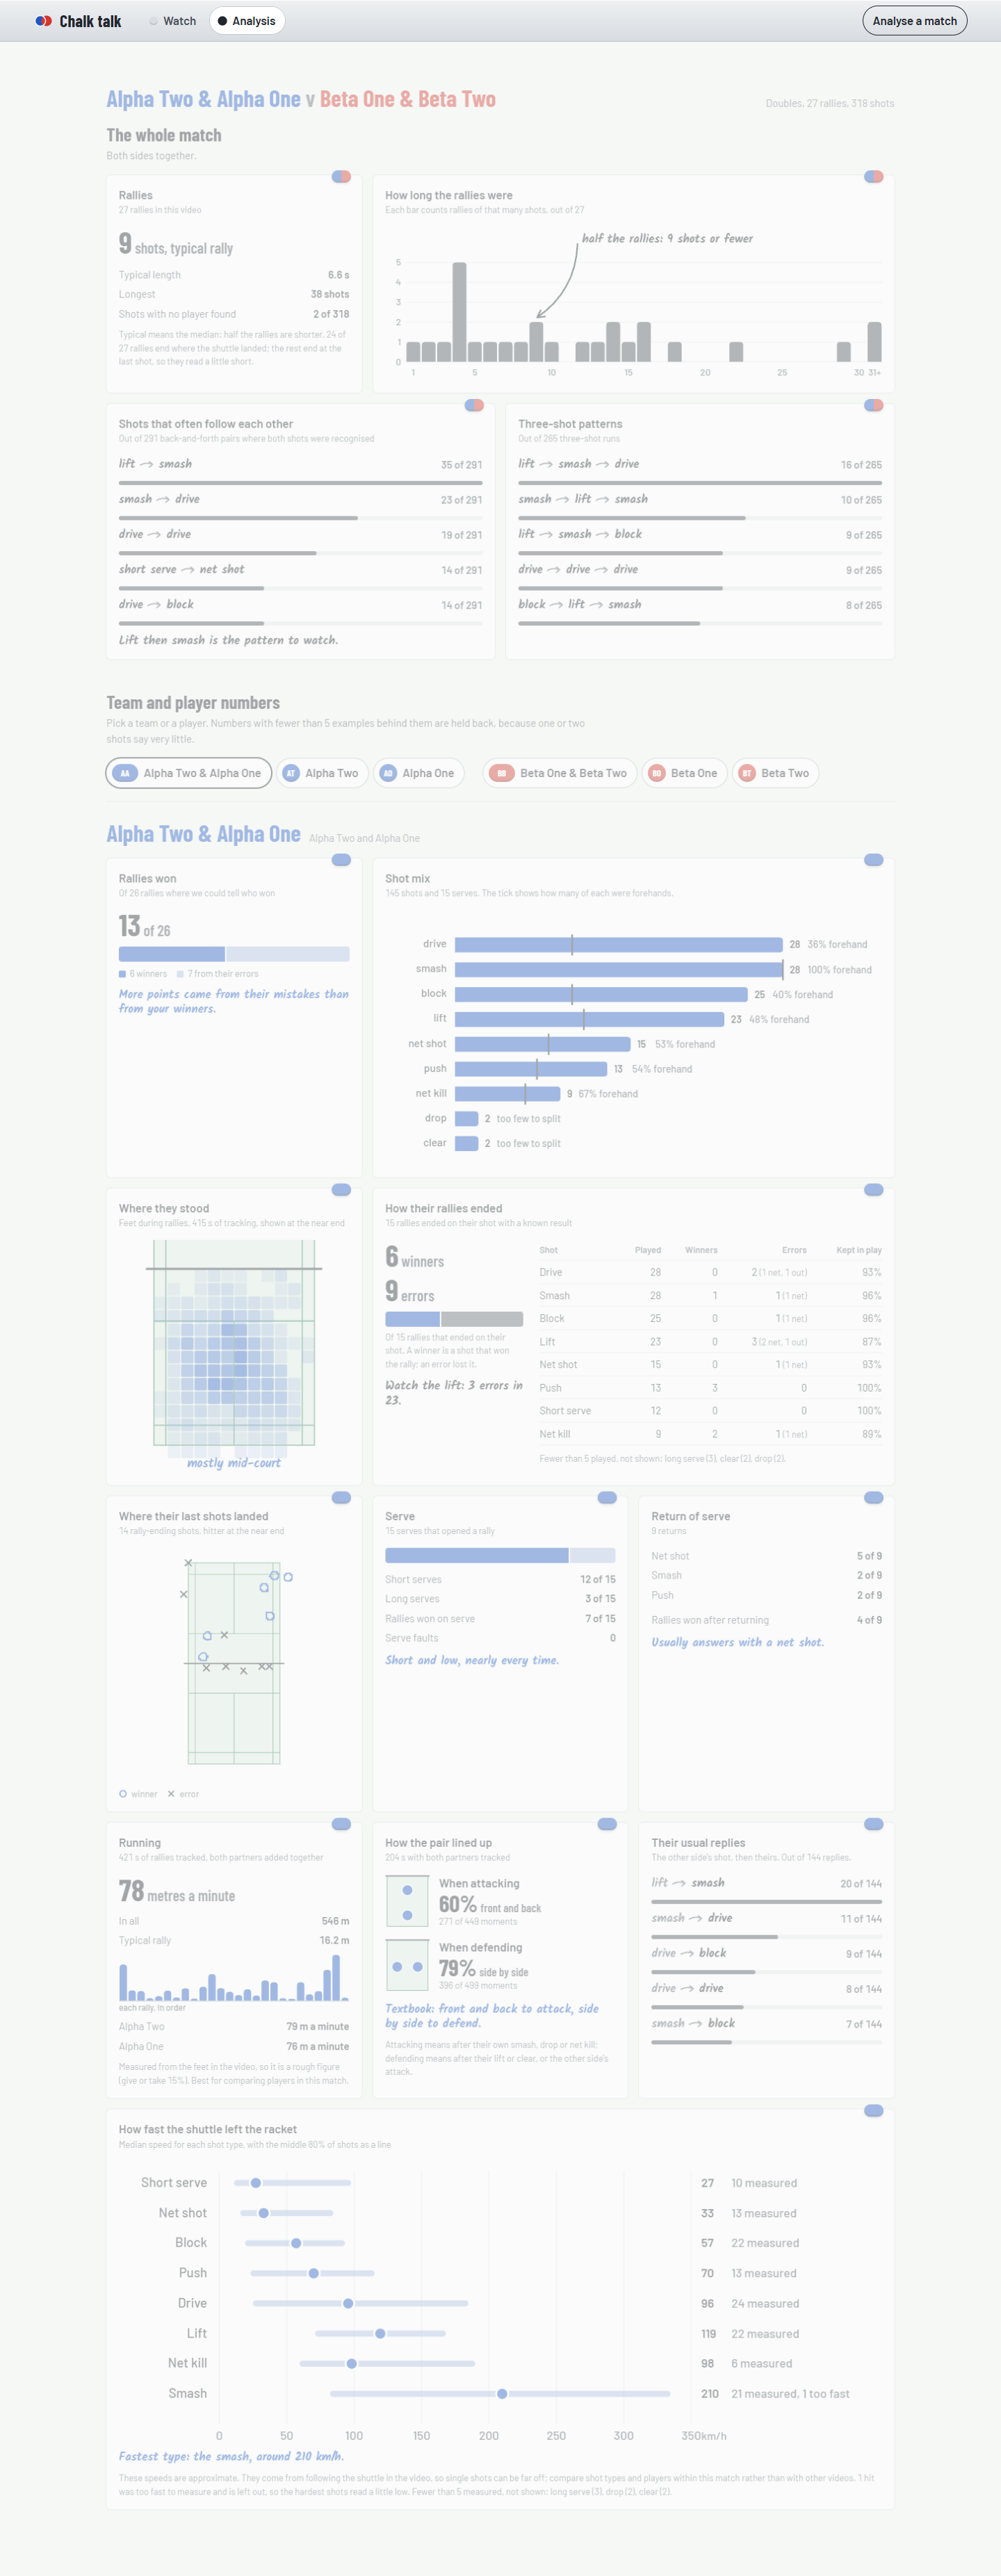 Chalk talk
Watch
Analysis
Analyse a match
Alpha Two & Alpha One v Beta One & Beta Two
Doubles, 27 rallies, 318 shots
The whole match
Both sides together.
Rallies
27 rallies in this video
9 shots, typical rally
Typical length 6.6 s
Longest 38 shots
Shots with no player found 2 of 318
Typical means the median; half the rallies are shorter. 24 of
27 rallies end where the shuttle landed; the rest end at the
last shot, so they read a little short.
How long the rallies were
Each bar counts rallies of that many shots, out of 27
half the rallies: 9 shots or fewer
5
4
3
2
1
0
1 5 10 15 20 25 30 31+
Shots that often follow each other
Out of 291 back-and-forth pairs where both shots were recognised
lift → smash 35 of 291
smash → drive 23 of 291
drive → drive 19 of 291
short serve → net shot 14 of 291
drive → block 14 of 291
Lift then smash is the pattern to watch.
Three-shot patterns
Out of 265 three-shot runs
lift → smash → drive 16 of 265
smash → lift → smash 10 of 265
lift → smash → block 9 of 265
drive → drive → drive 9 of 265
block → lift → smash 8 of 265
Team and player numbers
Pick a team or a player. Numbers with fewer than 5 examples behind them are held back, because one or two
shots say very little.
AA Alpha Two & Alpha One
AT Alpha Two
AO Alpha One
BB Beta One & Beta Two
BO Beta One
BT Beta Two
Alpha Two & Alpha One Alpha Two and Alpha One
Rallies won
Of 26 rallies where we could tell who won
13 of 26
6 winners 7 from their errors
More points came from their mistakes than
from your winners.
Shot mix
145 shots and 15 serves. The tick shows how many of each were forehands.
drive 28 36% forehand
smash 28 100% forehand
block 25 40% forehand
lift 23 48% forehand
net shot 15 53% forehand
push 13 54% forehand
net kill 9 67% forehand
drop 2 too few to split
clear 2 too few to split
Where they stood
Feet during rallies, 415 s of tracking, shown at the near end
mostly mid-court
How their rallies ended
15 rallies ended on their shot with a known result
6 winners
9 errors
Of 15 rallies that ended on their
shot. A winner is a shot that won
the rally; an error lost it.
Watch the lift: 3 errors in
23.
Shot Played Winners Errors Kept in play
Drive 28 0 2 (1 net, 1 out) 93%
Smash 28 1 1 (1 net) 96%
Block 25 0 1 (1 net) 96%
Lift 23 0 3 (2 net, 1 out) 87%
Net shot 15 0 1 (1 net) 93%
Push 13 3 0 100%
Short serve 12 0 0 100%
Net kill 9 2 1 (1 net) 89%
Fewer than 5 played, not shown: long serve (3), clear (2), drop (2).
Where their last shots landed
14 rally-ending shots, hitter at the near end
winner error
Serve
15 serves that opened a rally
Short serves 12 of 15
Long serves 3 of 15
Rallies won on serve 7 of 15
Serve faults 0
Short and low, nearly every time.
Return of serve
9 returns
Net shot 5 of 9
Smash 2 of 9
Push 2 of 9
Rallies won after returning 4 of 9
Usually answers with a net shot.
Running
421 s of rallies tracked, both partners added together
78 metres a minute
In all 546 m
Typical rally 16.2 m
each rally, in order
Alpha Two 79 m a minute
Alpha One 76 m a minute
Measured from the feet in the video, so it is a rough figure
(give or take 15%). Best for comparing players in this match.
How the pair lined up
204 s with both partners tracked
When attacking
60% front and back
271 of 449 moments
When defending
79% side by side
396 of 499 moments
Textbook: front and back to attack, side
by side to defend.
Attacking means after their own smash, drop or net kill;
defending means after their lift or clear, or the other side's
attack.
Their usual replies
The other side's shot, then theirs. Out of 144 replies.
lift → smash 20 of 144
smash → drive 11 of 144
drive → block 9 of 144
drive → drive 8 of 144
smash → block 7 of 144
How fast the shuttle left the racket
Median speed for each shot type, with the middle 80% of shots as a line
Short serve 27 10 measured
Net shot 33 13 measured
Block 57 22 measured
Push 70 13 measured
Drive 96 24 measured
Lift 119 22 measured
Net kill 98 6 measured
Smash 210 21 measured, 1 too fast
0 50 100 150 200 250 300 350km/h
Fastest type: the smash, around 210 km/h.
These speeds are approximate. They come from following the shuttle in the video, so single shots can be far off; compare shot types and players within this match rather than with other videos. 1 hit
was too fast to measure and is left out, so the hardest shots read a little low. Fewer than 5 measured, not shown: long serve (3), drop (2), clear (2).